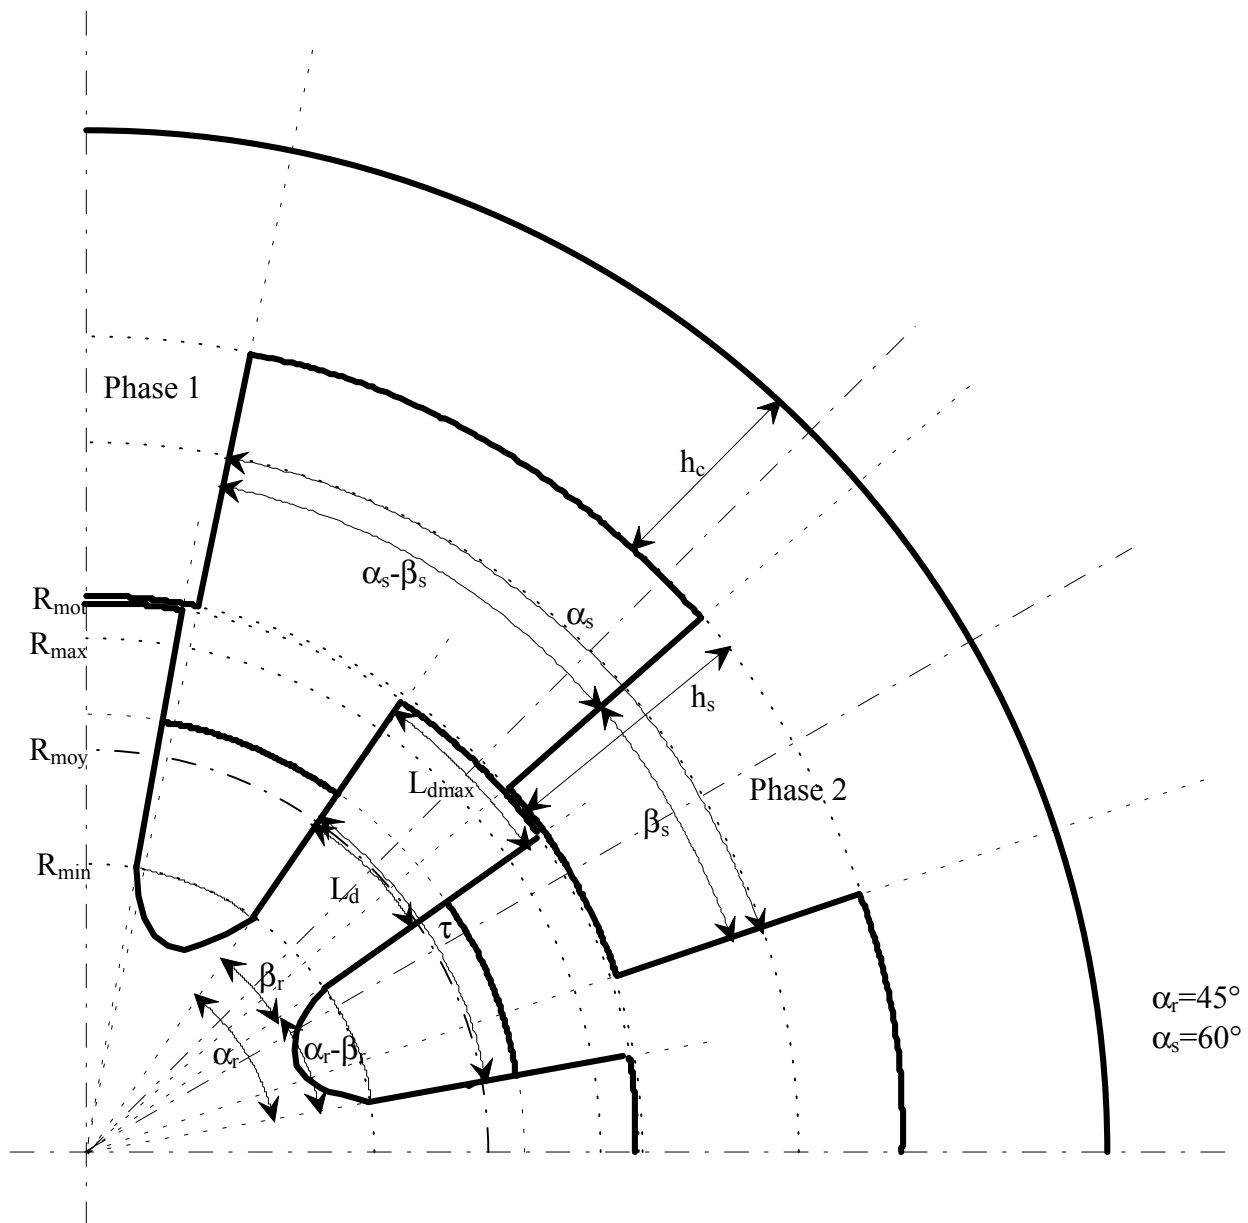 Phase 1
h_c
α_s-β_s
α_s
R_mot
R_max
h_s
R_moy
L_dmax
Phase 2
β_s
R_min
L_d
τ
β_r
α_r=45°
α_r
α_r-β_r
α_s=60°